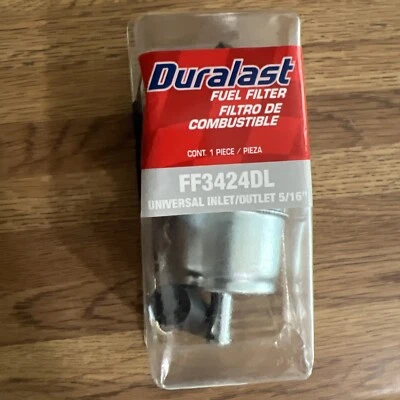 Duralast
FUEL FILTER
FILTRO DE
COMBUSTIBLE
CONT. 1 PIECE / PIEZA
FF3424DL
UNIVERSAL INLET/OUTLET 5/16"